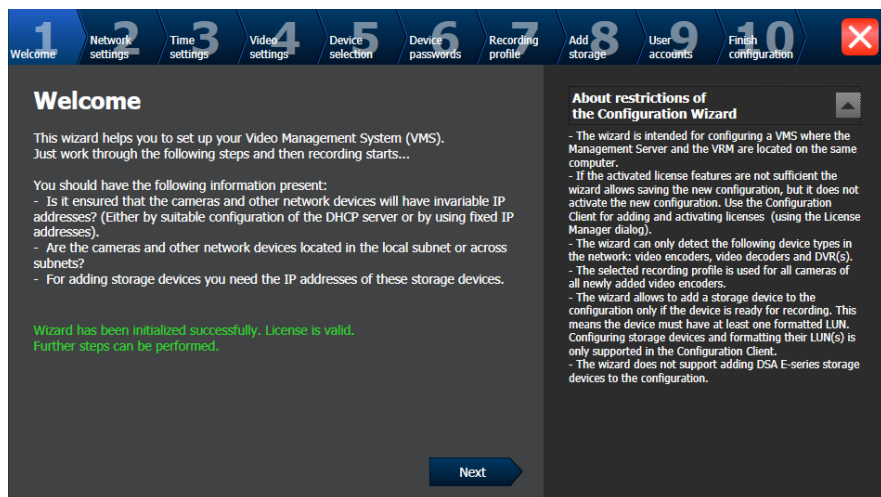 1
Welcome
2
Network
settings
3
Time
settings
4
Video
settings
5
Device
selection
6
Device
passwords
7
Recording
profile
8
Add
storage
9
User
accounts
10
Finish
configuration
Welcome
This wizard helps you to set up your Video Management System (VMS).
Just work through the following steps and then recording starts...
You should have the following information present:
- Is it ensured that the cameras and other network devices will have invariable IP
addresses? (Either by suitable configuration of the DHCP server or by using fixed IP
addresses).
- Are the cameras and other network devices located in the local subnet or across
subnets?
- For adding storage devices you need the IP addresses of these storage devices.
Wizard has been initialized successfully. License is valid.
Further steps can be performed.
Next
About restrictions of
the Configuration Wizard
- The wizard is intended for configuring a VMS where the
Management Server and the VRM are located on the same
computer.
- If the activated license features are not sufficient the
wizard allows saving the new configuration, but it does not
activate the new configuration. Use the Configuration
Client for adding and activating licenses (using the License
Manager dialog).
- The wizard can only detect the following device types in
the network: video encoders, video decoders and DVR(s).
- The selected recording profile is used for all cameras of
all newly added video encoders.
- The wizard allows to add a storage device to the
configuration only if the device is ready for recording. This
means the device must have at least one formatted LUN.
Configuring storage devices and formatting their LUN(s) is
only supported in the Configuration Client.
- The wizard does not support adding DSA E-series storage
devices to the configuration.